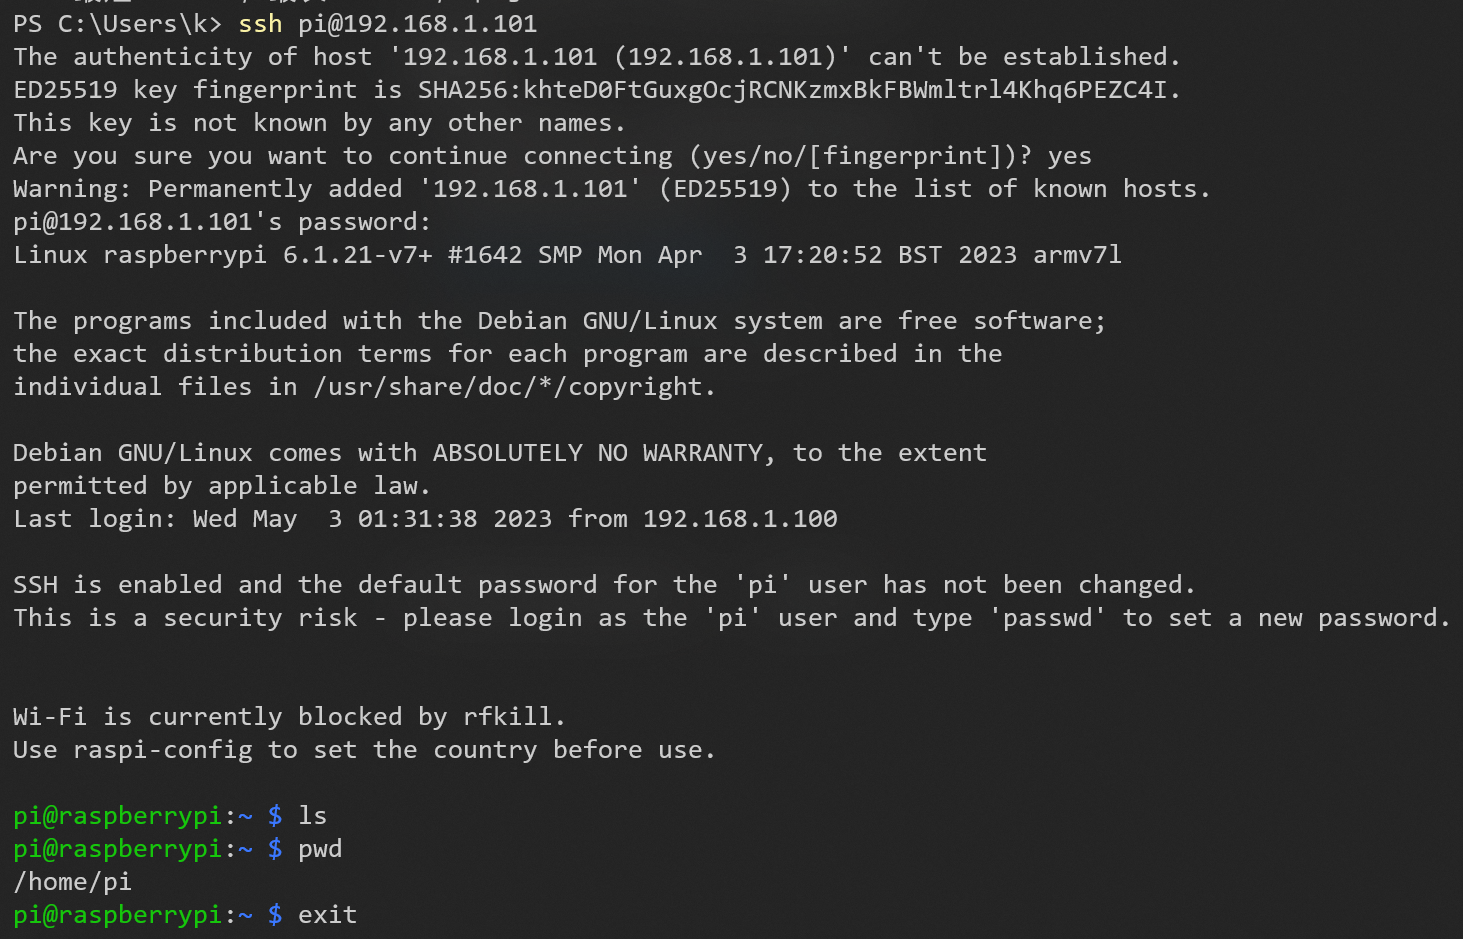 PS C:\Users\k> ssh pi@192.168.1.101
The authenticity of host '192.168.1.101 (192.168.1.101)' can't be established.
ED25519 key fingerprint is SHA256:khteD0FtGuxgOcjRCNKzmxBkFBWmltrl4Khq6PEZC4I.
This key is not known by any other names.
Are you sure you want to continue connecting (yes/no/[fingerprint])? yes
Warning: Permanently added '192.168.1.101' (ED25519) to the list of known hosts.
pi@192.168.1.101's password:
Linux raspberrypi 6.1.21-v7+ #1642 SMP Mon Apr  3 17:20:52 BST 2023 armv7l
The programs included with the Debian GNU/Linux system are free software;
the exact distribution terms for each program are described in the
individual files in /usr/share/doc/*/copyright.
Debian GNU/Linux comes with ABSOLUTELY NO WARRANTY, to the extent
permitted by applicable law.
Last login: Wed May  3 01:31:38 2023 from 192.168.1.100
SSH is enabled and the default password for the 'pi' user has not been changed.
This is a security risk - please login as the 'pi' user and type 'passwd' to set a new password.
Wi-Fi is currently blocked by rfkill.
Use raspi-config to set the country before use.
pi@raspberrypi:~ $ ls
pi@raspberrypi:~ $ pwd
/home/pi
pi@raspberrypi:~ $ exit